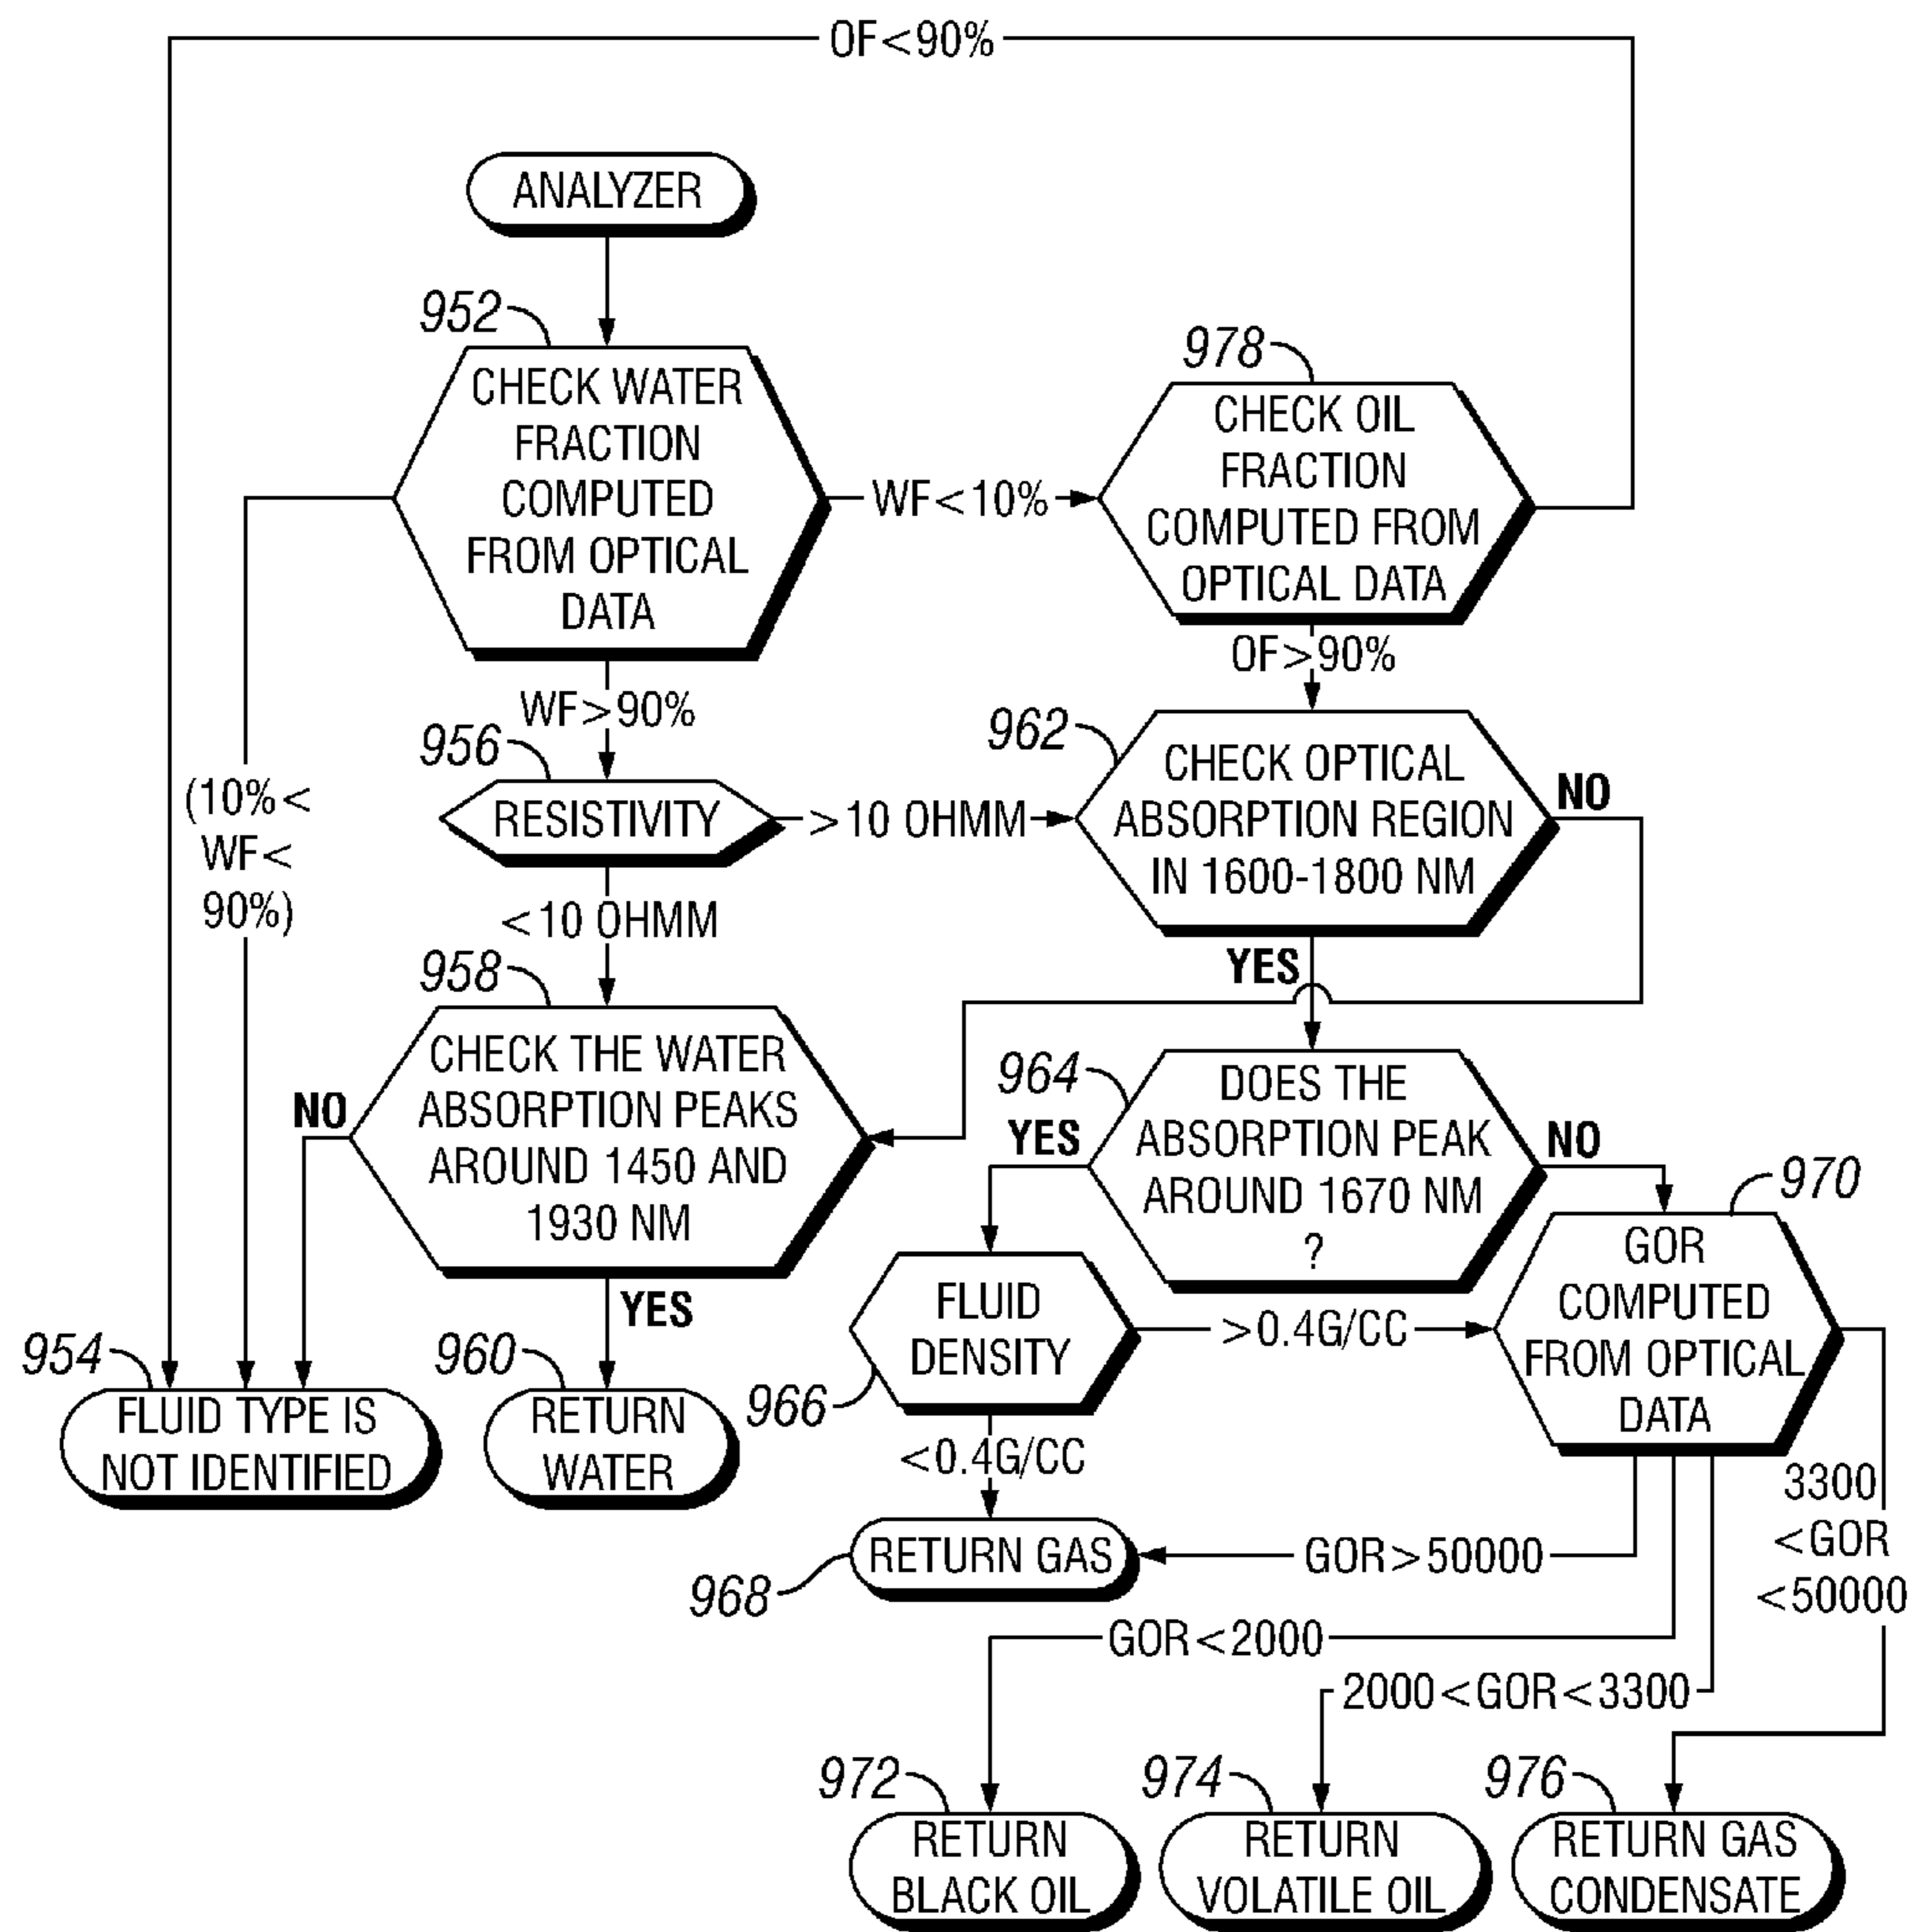 OF<90%
ANALYZER
952
CHECK WATER
FRACTION
COMPUTED
FROM OPTICAL
DATA
WF<10%
978
CHECK OIL
FRACTION
COMPUTED FROM
OPTICAL DATA
OF>90%
WF>90%
(10%<
WF<
90%)
956
RESISTIVITY
>10 OHMM
962
CHECK OPTICAL
ABSORPTION REGION
IN 1600-1800 NM
NO
YES
<10 OHMM
958
CHECK THE WATER
ABSORPTION PEAKS
AROUND 1450 AND
1930 NM
NO
YES
964
DOES THE
ABSORPTION PEAK
AROUND 1670 NM
?
YES
NO
970
GOR
COMPUTED
FROM OPTICAL
DATA
FLUID
DENSITY
966
>0.4G/CC
<0.4G/CC
954
FLUID TYPE IS
NOT IDENTIFIED
960
RETURN
WATER
968
RETURN GAS
GOR>50000
3300
<GOR
<50000
GOR<2000
2000<GOR<3300
972
RETURN
BLACK OIL
974
RETURN
VOLATILE OIL
976
RETURN GAS
CONDENSATE